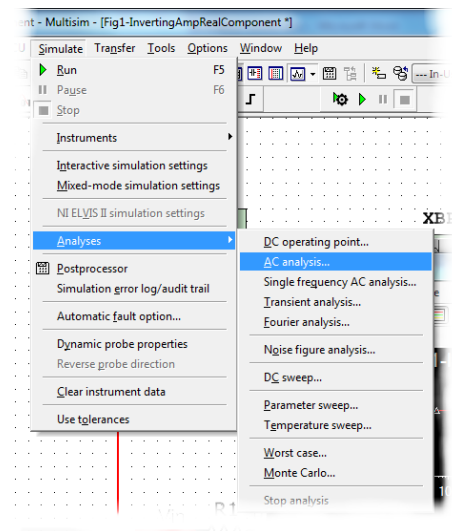 ent - Multisim - [Fig1-InvertingAmpRealComponent *]
U Simulate Transfer Tools Options Window Help
Run F5
Pause F6
Stop
--- In-U
Instruments
Interactive simulation settings
Mixed-mode simulation settings
NI ELVIS II simulation settings
XBP
Analyses
DC operating point...
AC analysis...
Postprocessor
Single frequency AC analysis...
Simulation error log/audit trail
Transient analysis...
Automatic fault option...
Fourier analysis...
Dynamic probe properties
Noise figure analysis...
Reverse probe direction
DC sweep...
Clear instrument data
Parameter sweep...
Use tolerances
Temperature sweep...
Worst case...
Monte Carlo...
Stop analysis
R1